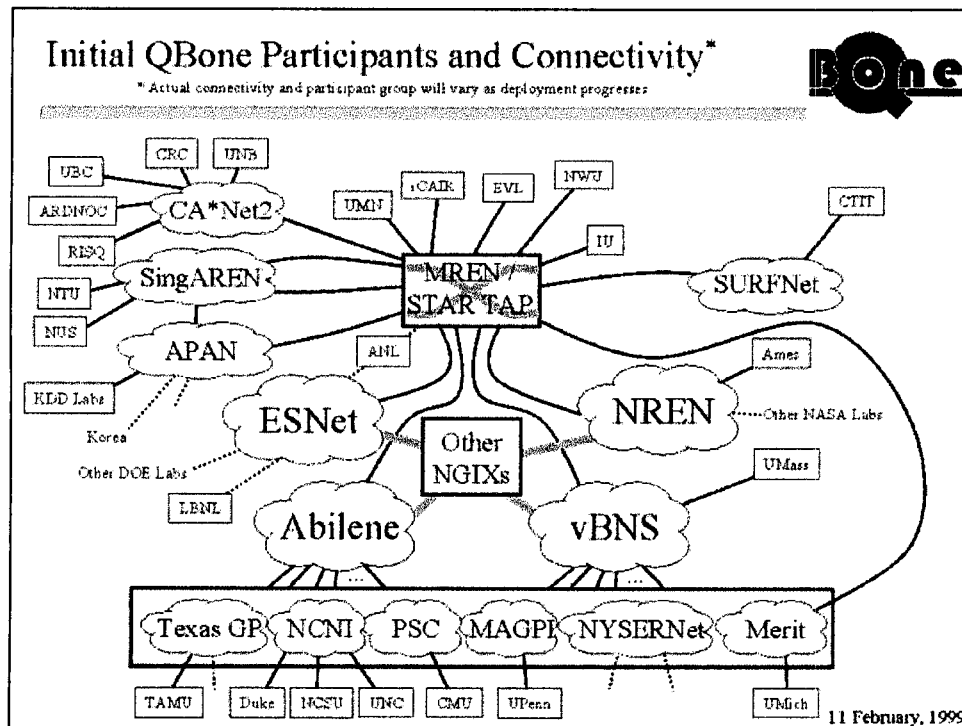 Initial QBone Participants and Connectivity*
* Actual connectivity and participant group will vary as deployment progresses
QBone
CRC
UNB
UBC
ARDNOC
CA*Net2
RISQ
UMN
iCAIR
EVL
NWU
IU
CTIT
SingAREN
MREN /
STAR TAP
SURFNet
NTU
NUS
APAN
ANL
Ames
KDD Labs
Korea
ESNet
NREN
Other NASA Labs
Other
NGIXs
Other DOE Labs
UMass
LBNL
Abilene
vBNS
...
...
Texas GP
NCNI
PSC
MAGPI
NYSERNet
Merit
TAMU
Duke
NCSU
UNC
CMU
UPenn
UMich
11 February, 1999